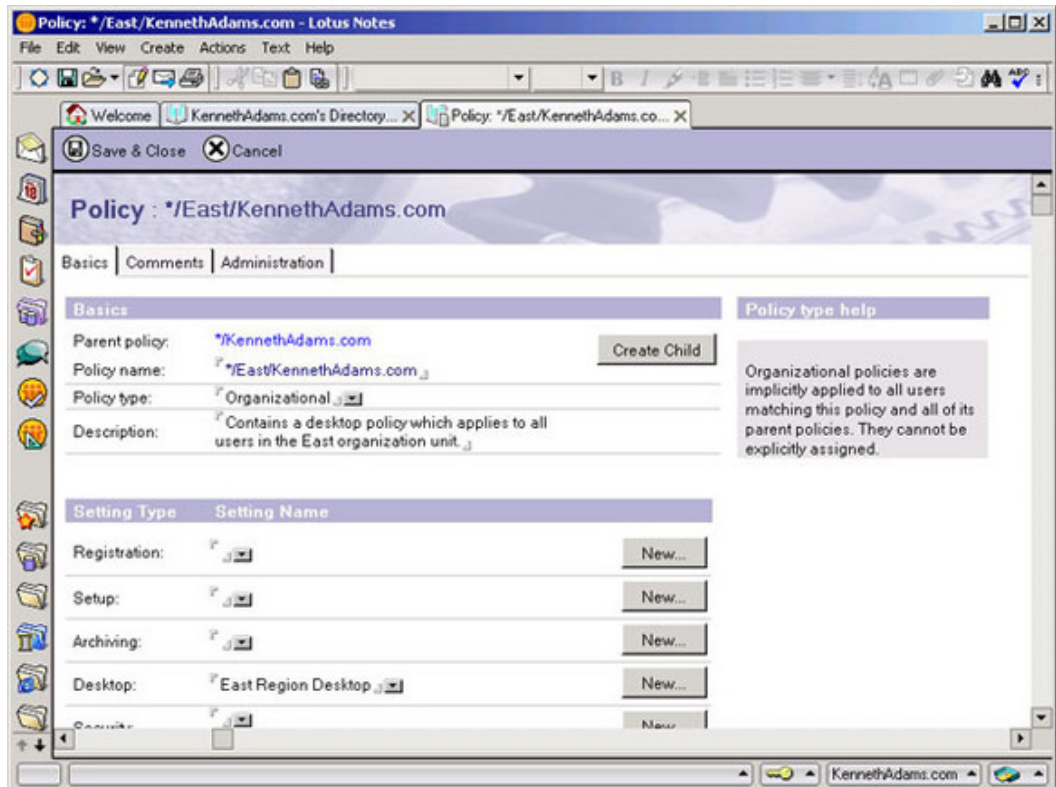 Policy: */East/KennethAdams.com - Lotus Notes
File Edit View Create Actions Text Help
Welcome KennethAdams.com's Directory... Policy: */East/KennethAdams.co...
Save & Close Cancel
Policy : */East/KennethAdams.com
Basics Comments Administration
Basics
Parent policy: */KennethAdams.com
Create Child
Policy name: */East/KennethAdams.com
Policy type: Organizational
Description: Contains a desktop policy which applies to all
users in the East organization unit.
Policy type help
Organizational policies are
implicitly applied to all users
matching this policy and all of its
parent policies. They cannot be
explicitly assigned.
Setting Type Setting Name
Registration: New...
Setup: New...
Archiving: New...
Desktop: East Region Desktop New...
KennethAdams.com